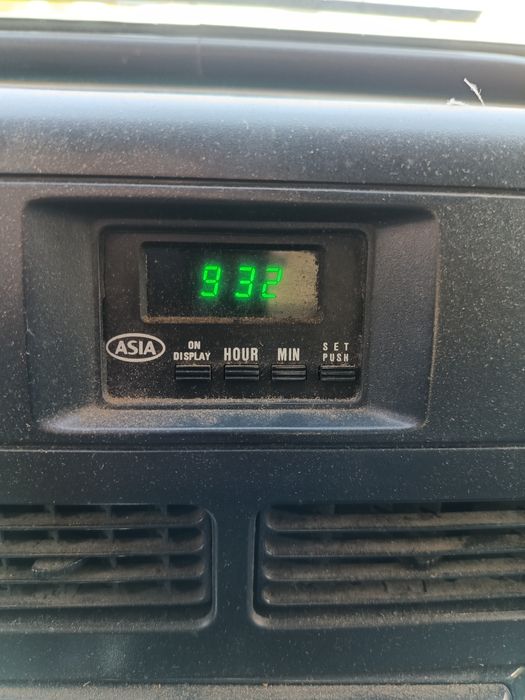 932
ASIA
ON
DISPLAY
HOUR
MIN
SET
PUSH